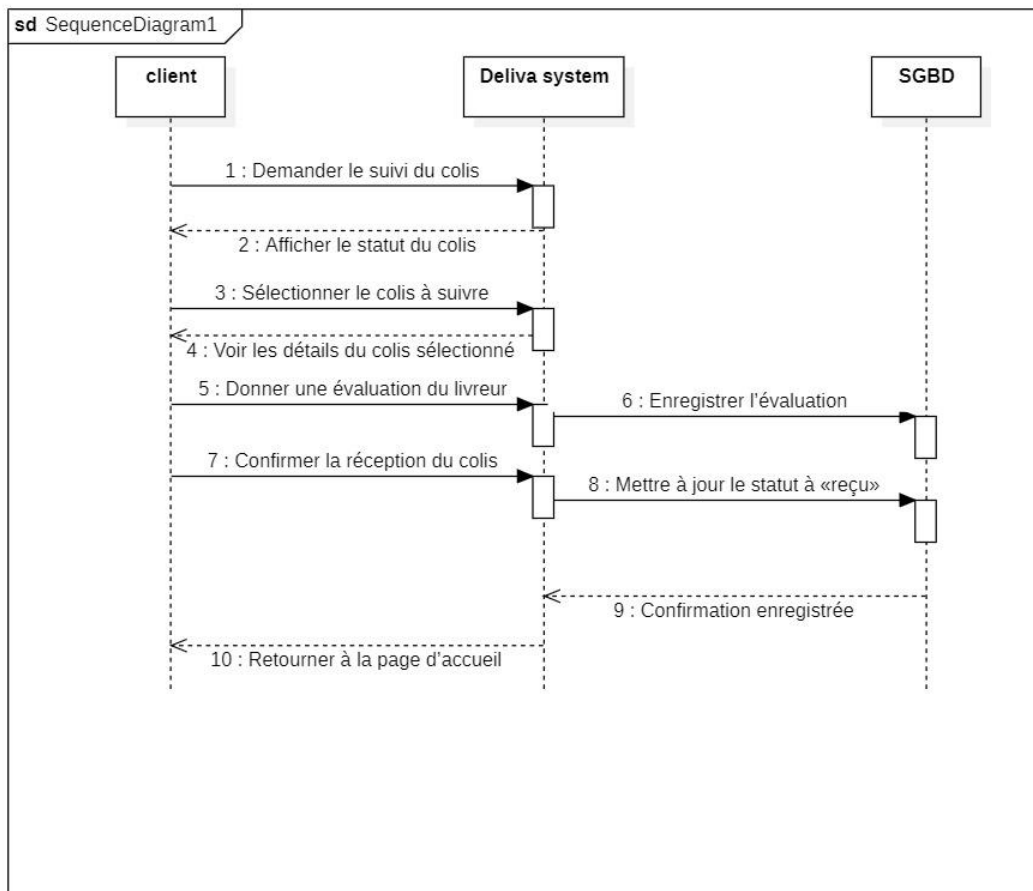 sd SequenceDiagram1
client
Deliva system
SGBD
1 : Demander le suivi du colis
2 : Afficher le statut du colis
3 : Sélectionner le colis à suivre
4 : Voir les détails du colis sélectionné
5 : Donner une évaluation du livreur
6 : Enregistrer l’évaluation
7 : Confirmer la réception du colis
8 : Mettre à jour le statut à «reçu»
9 : Confirmation enregistrée
10 : Retourner à la page d’accueil